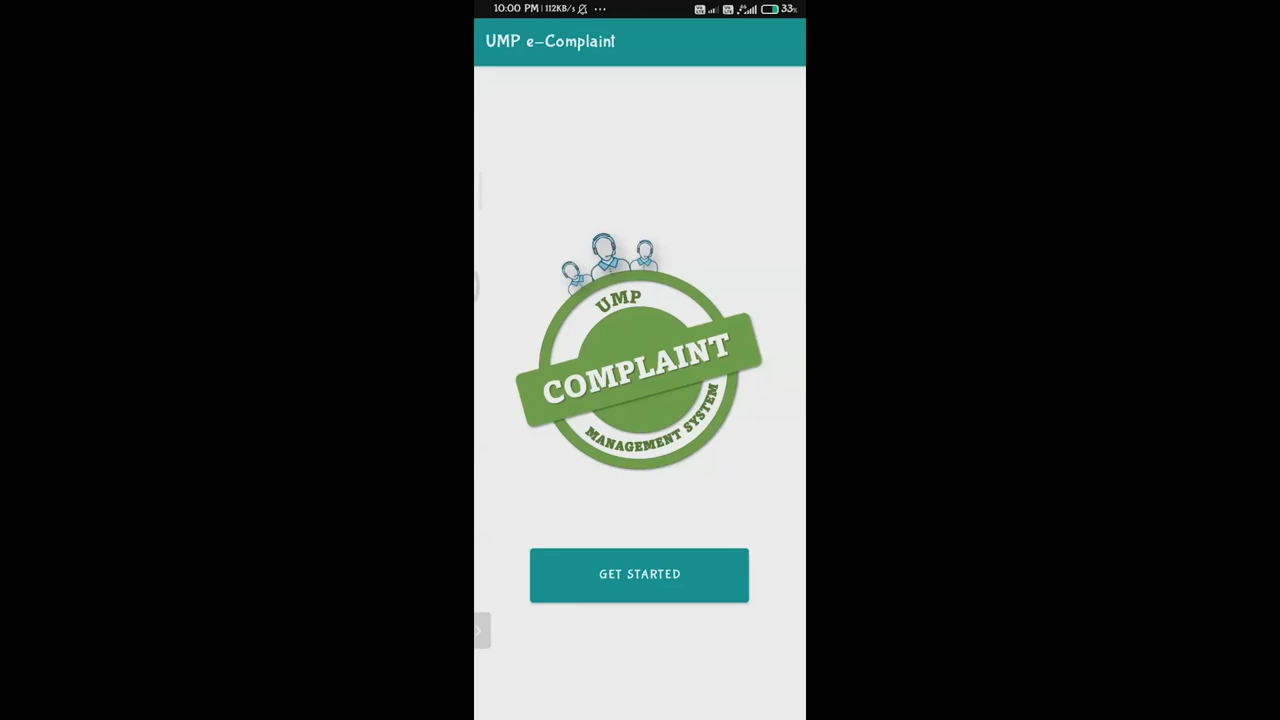 10:00 PM | 112KB/s ... 33%
UMP e-Complaint
UMP
COMPLAINT
MANAGEMENT SYSTEM
GET STARTED